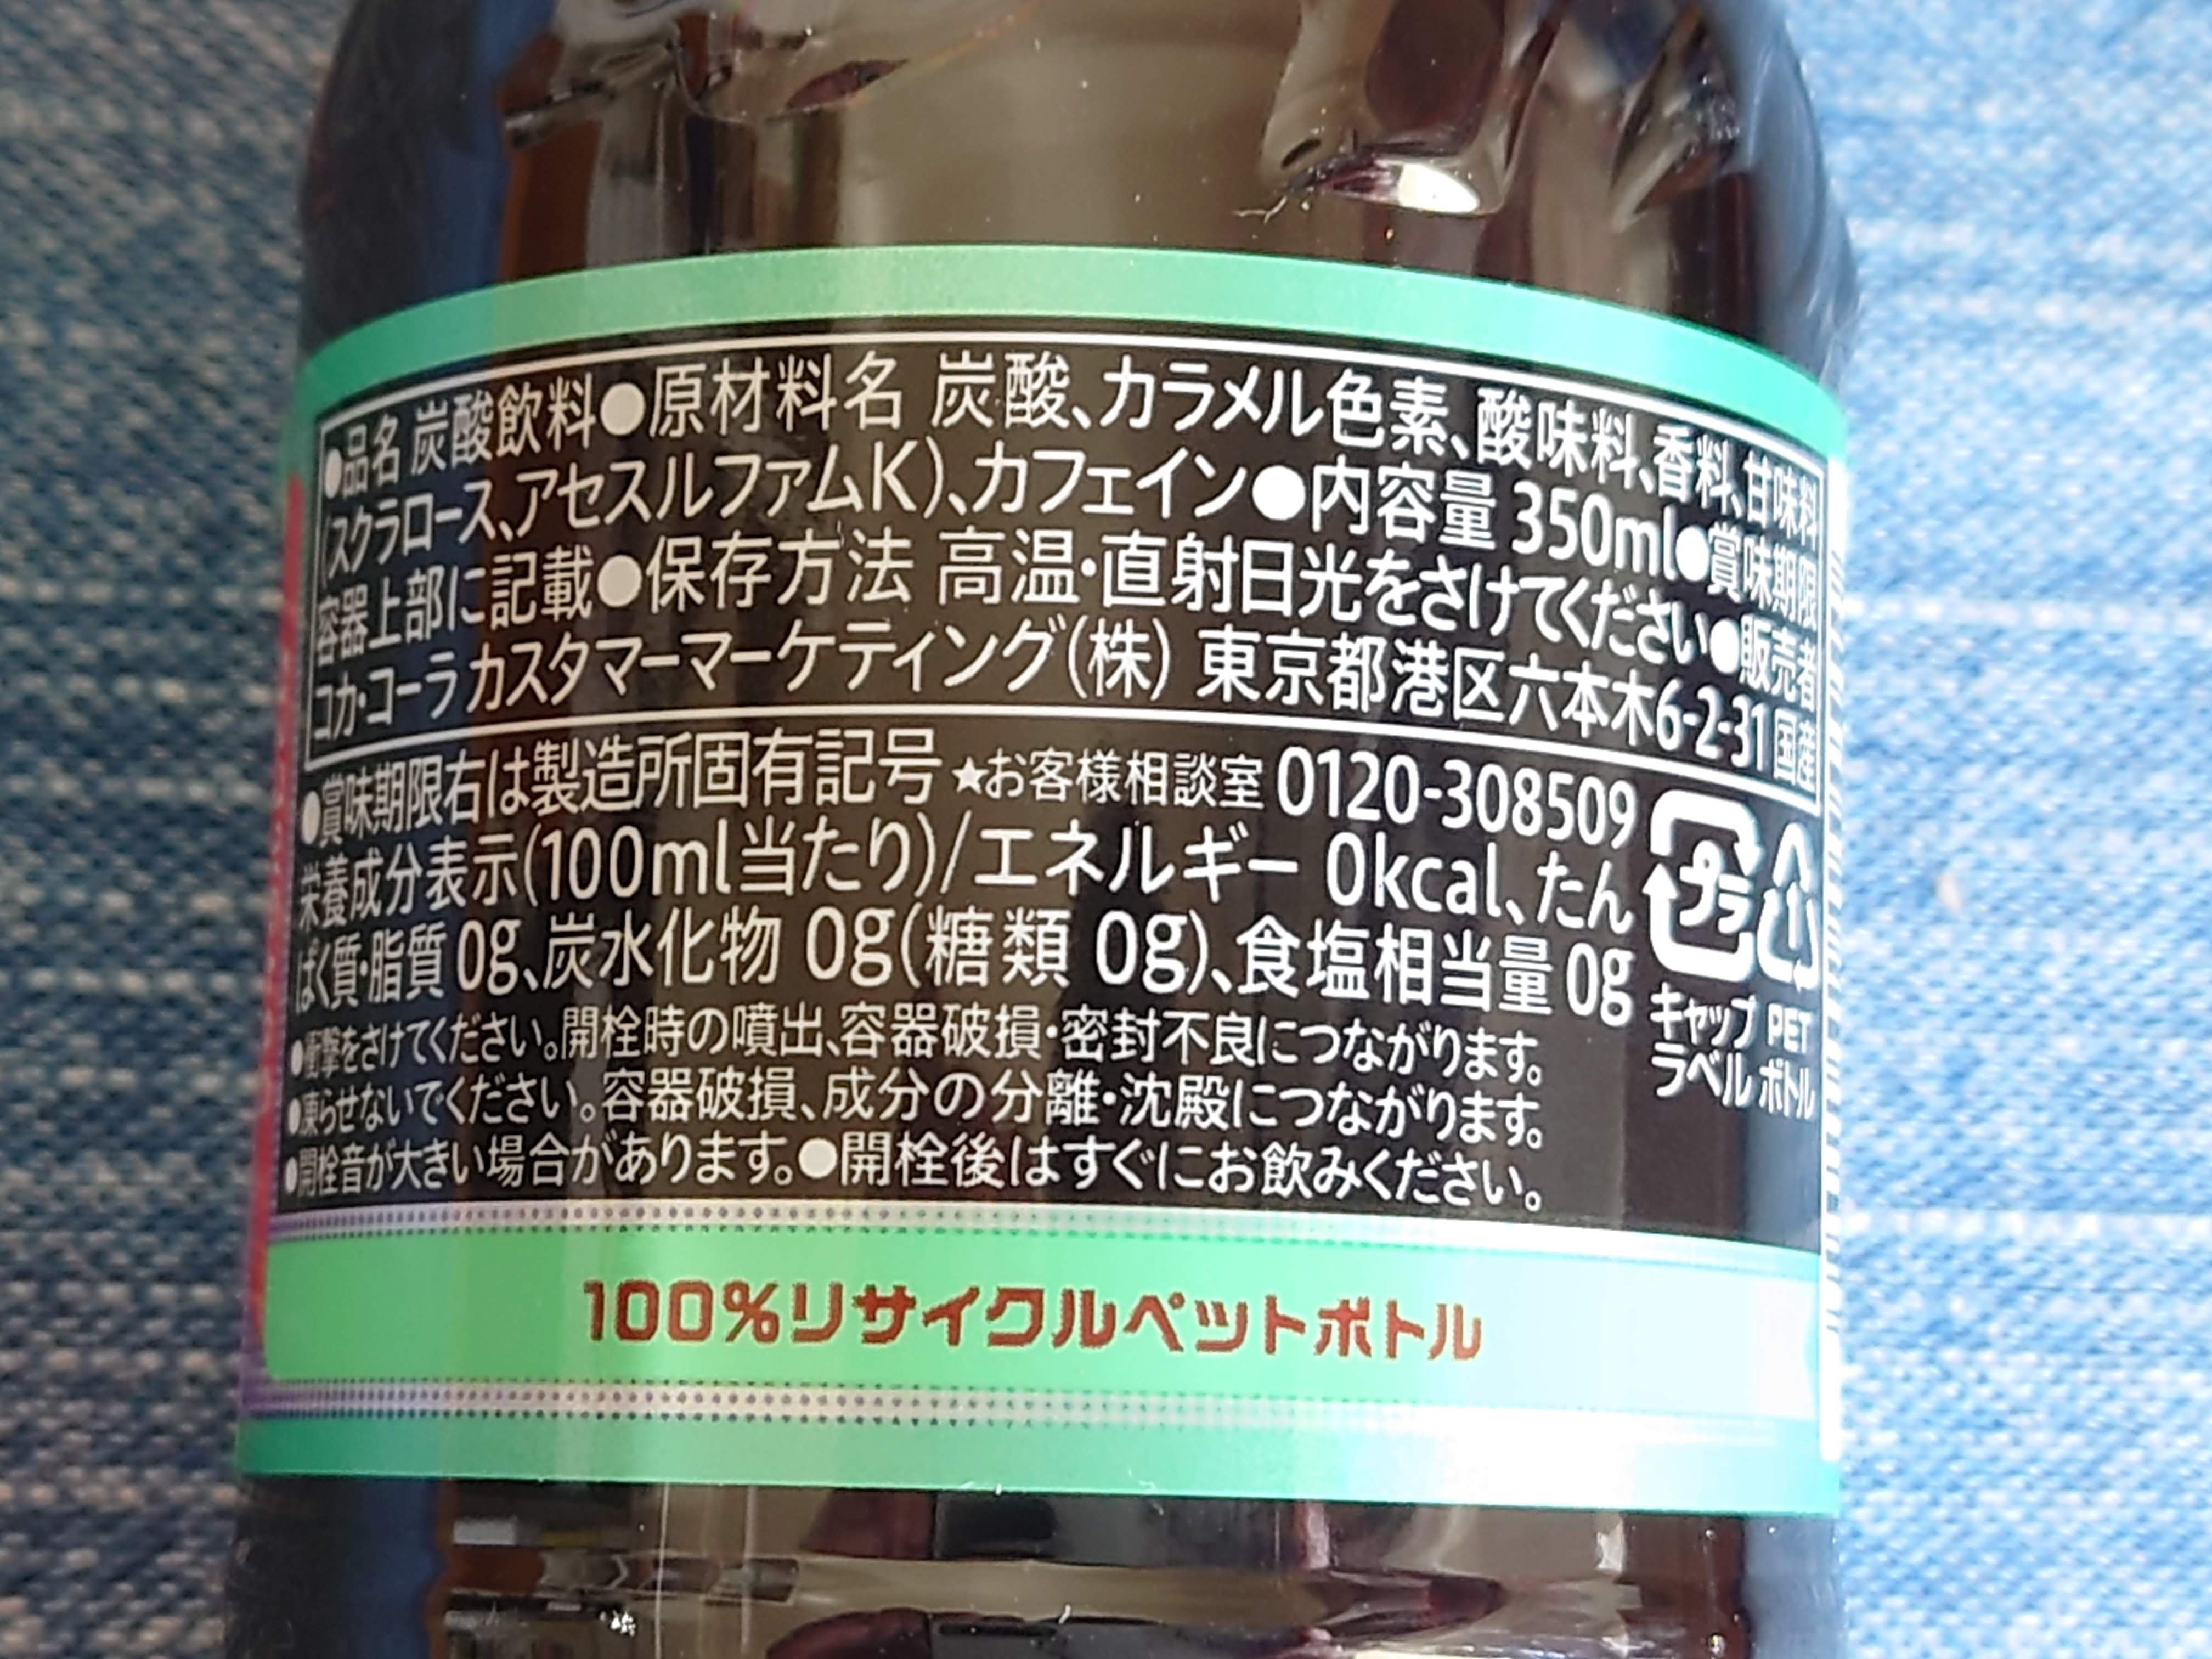 ●品名 炭酸飲料●原材料名 炭酸、カラメル色素、酸味料、香料、甘味料
(スクラロース、アセスルファムK)、カフェイン●内容量 350ml●賞味期限
容器上部に記載●保存方法 高温・直射日光をさけてください●販売者
コカ・コーラ カスタマーマーケティング(株) 東京都港区六本木6-2-31 国産
●賞味期限右は製造所固有記号 ★お客様相談室 0120-308509
栄養成分表示(100ml当たり)/エネルギー 0kcal、たん
ぱく質・脂質 0g、炭水化物 0g(糖類 0g)、食塩相当量 0g
●衝撃をさけてください。開栓時の噴出、容器破損・密封不良につながります。
●凍らせないでください。容器破損、成分の分離・沈殿につながります。
●開栓音が大きい場合があります。●開栓後はすぐにお飲みください。
プラ 1
キャップ PET
ラベル ボトル
100%リサイクルペットボトル